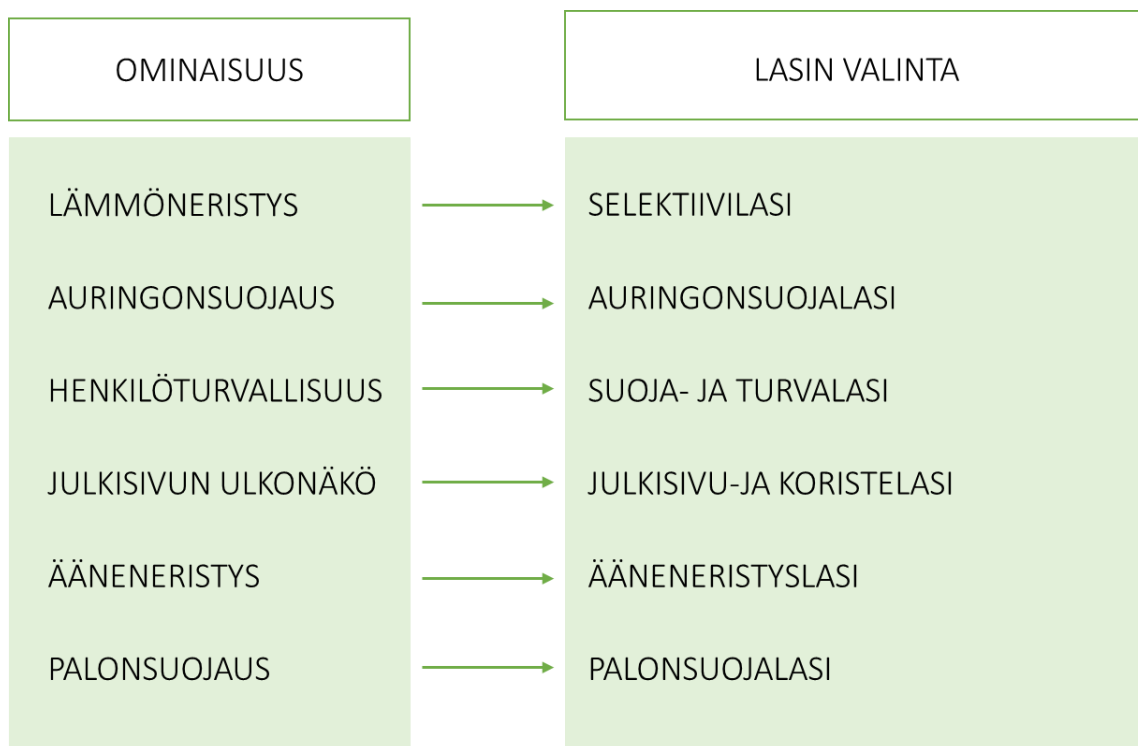 OMINAISUUS
LASIN VALINTA
LÄMMÖNERISTYS
SELEKTIIVILASI
AURINGONSUOJAUS
AURINGONSUOJALASI
HENKILÖTURVALLISUUS
SUOJA- JA TURVALASI
JULKISIVUN ULKONÄKÖ
JULKISIVU-JA KORISTELASI
ÄÄNENERISTYS
ÄÄNENERISTYSLASI
PALONSUOJAUS
PALONSUOJALASI